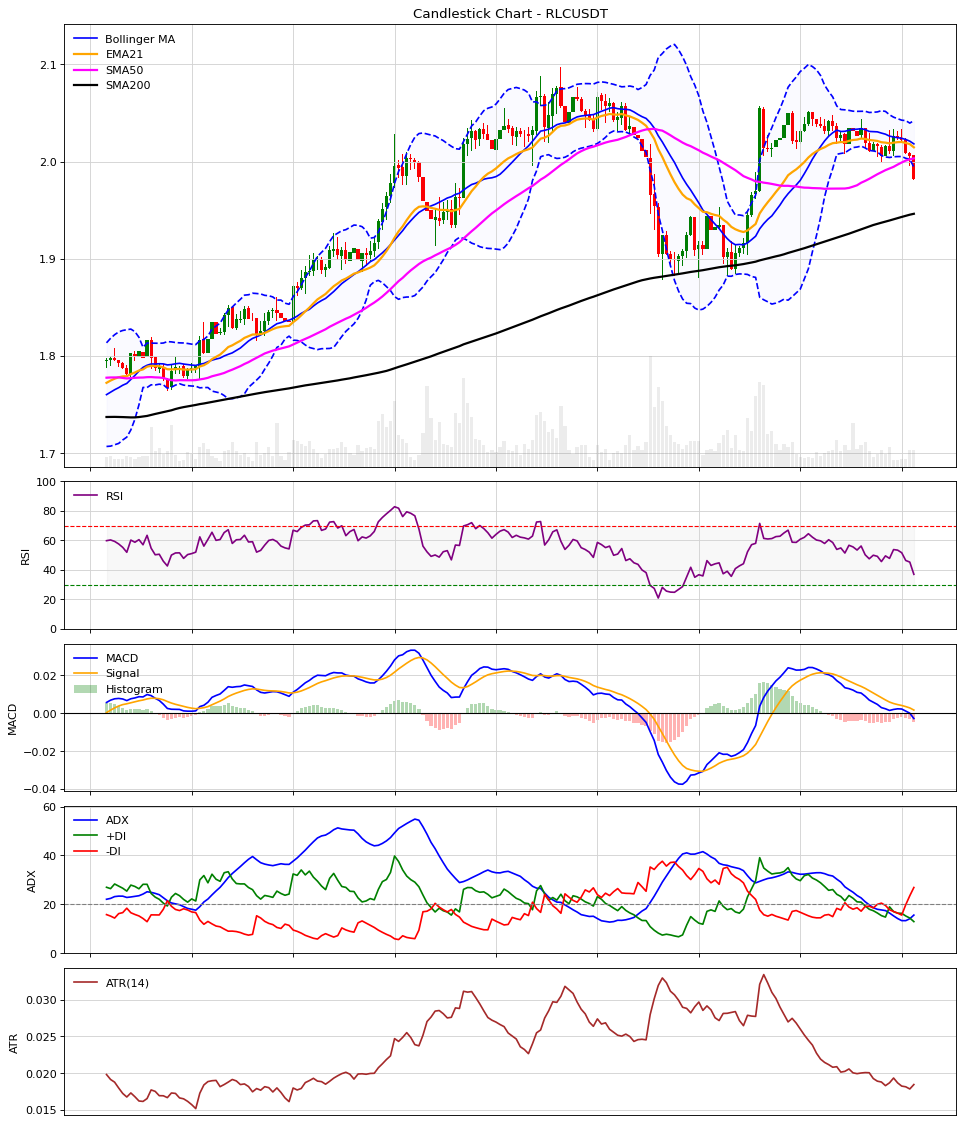 Candlestick Chart - RLCUSDT
Bollinger MA
EMA21
SMA50
SMA200
2.1
2.0
1.9
1.8
1.7
RSI
100
80
60
40
20
0
RSI
MACD
Signal
Histogram
0.02
0.00
−0.02
−0.04
MACD
ADX
+DI
-DI
60
40
20
0
ADX
ATR(14)
0.030
0.025
0.020
0.015
ATR